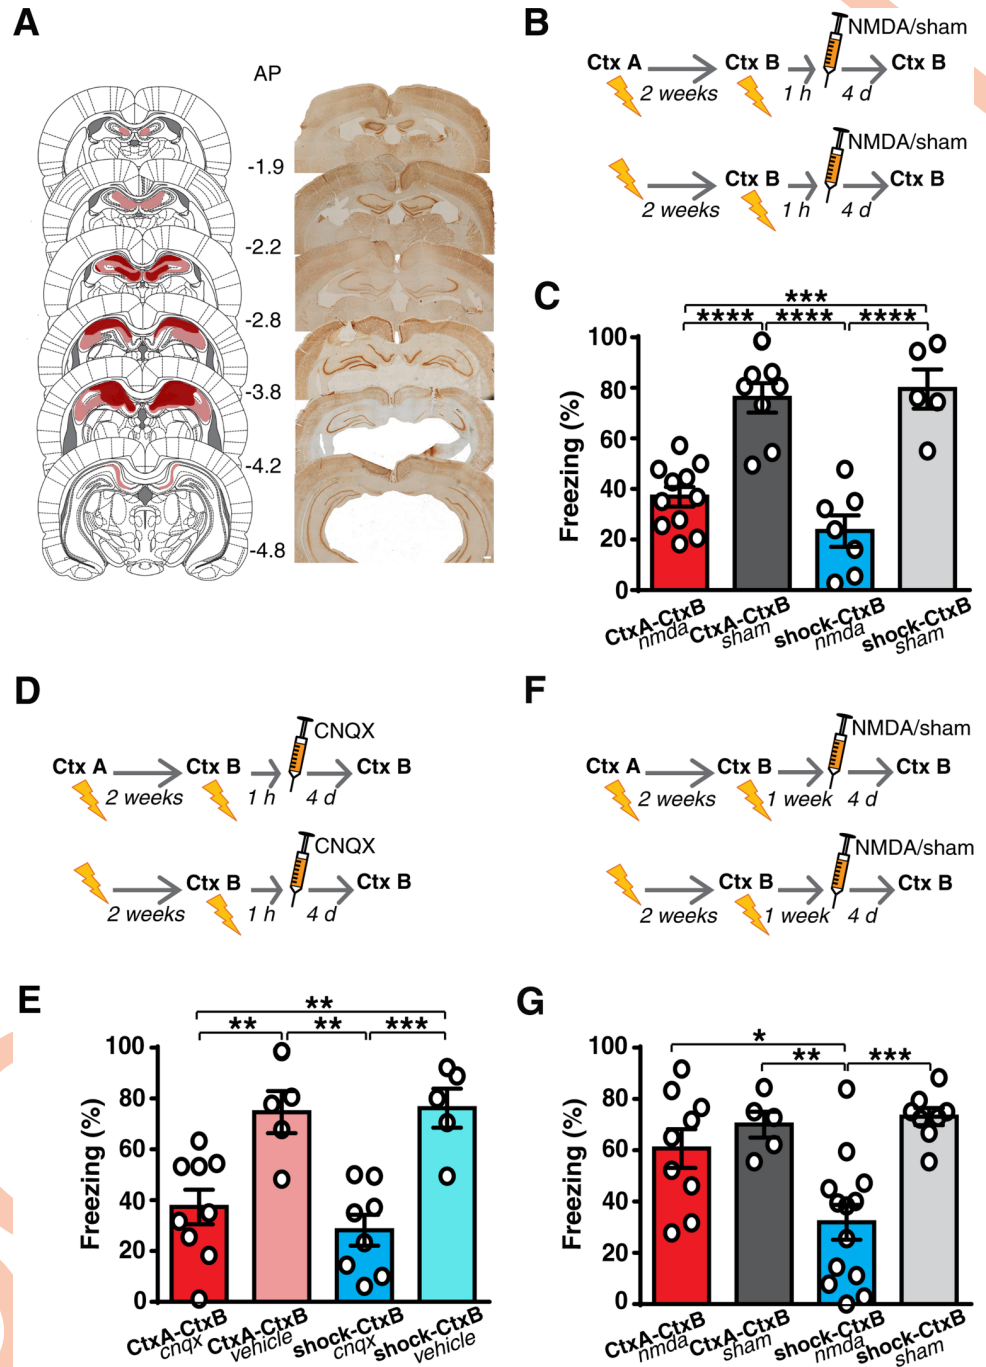 A
AP
-1.9
-2.2
-2.8
-3.8
-4.2
-4.8
B
NMDA/sham
Ctx A Ctx B Ctx B
2 weeks 1 h 4 d
NMDA/sham
Ctx B Ctx B
2 weeks 1 h 4 d
C
***
**** **** ****
Freezing (%)
100
80
60
40
20
0
CtxA-CtxB nmda
CtxA-CtxB sham
shock-CtxB nmda
shock-CtxB sham
D
CNQX
Ctx A Ctx B Ctx B
2 weeks 1 h 4 d
CNQX
Ctx B Ctx B
2 weeks 1 h 4 d
F
NMDA/sham
Ctx A Ctx B Ctx B
2 weeks 1 week 4 d
NMDA/sham
Ctx B Ctx B
2 weeks 1 week 4 d
E
**
** ** ***
Freezing (%)
100
80
60
40
20
0
CtxA-CtxB cnqx
CtxA-CtxB vehicle
shock-CtxB cnqx
shock-CtxB vehicle
G
*
** ***
Freezing (%)
100
80
60
40
20
0
CtxA-CtxB nmda
CtxA-CtxB sham
shock-CtxB nmda
shock-CtxB sham